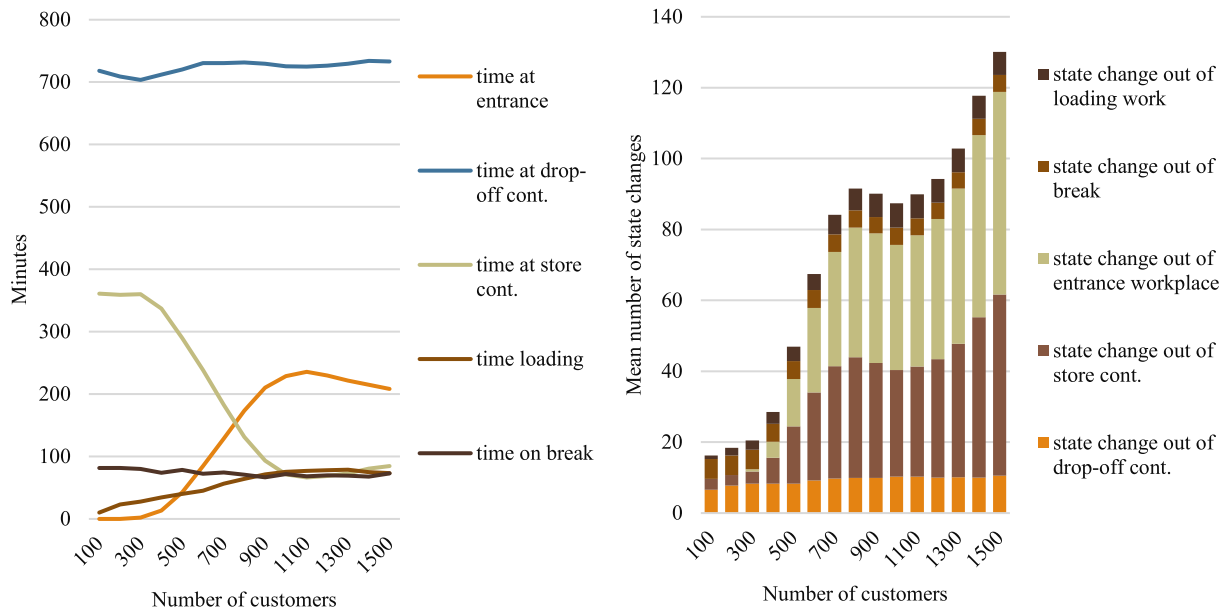 800
700
600
500
400
300
200
100
0
Minutes
100
300
500
700
900
1100
1300
1500
Number of customers
time at
entrance
time at drop-
off cont.
time at store
cont.
time loading
time on break
140
120
100
80
60
40
20
0
Mean number of state changes
100
300
500
700
900
1100
1300
1500
Number of customers
state change out of
loading work
state change out of
break
state change out of
entrance workplace
state change out of
store cont.
state change out of
drop-off cont.